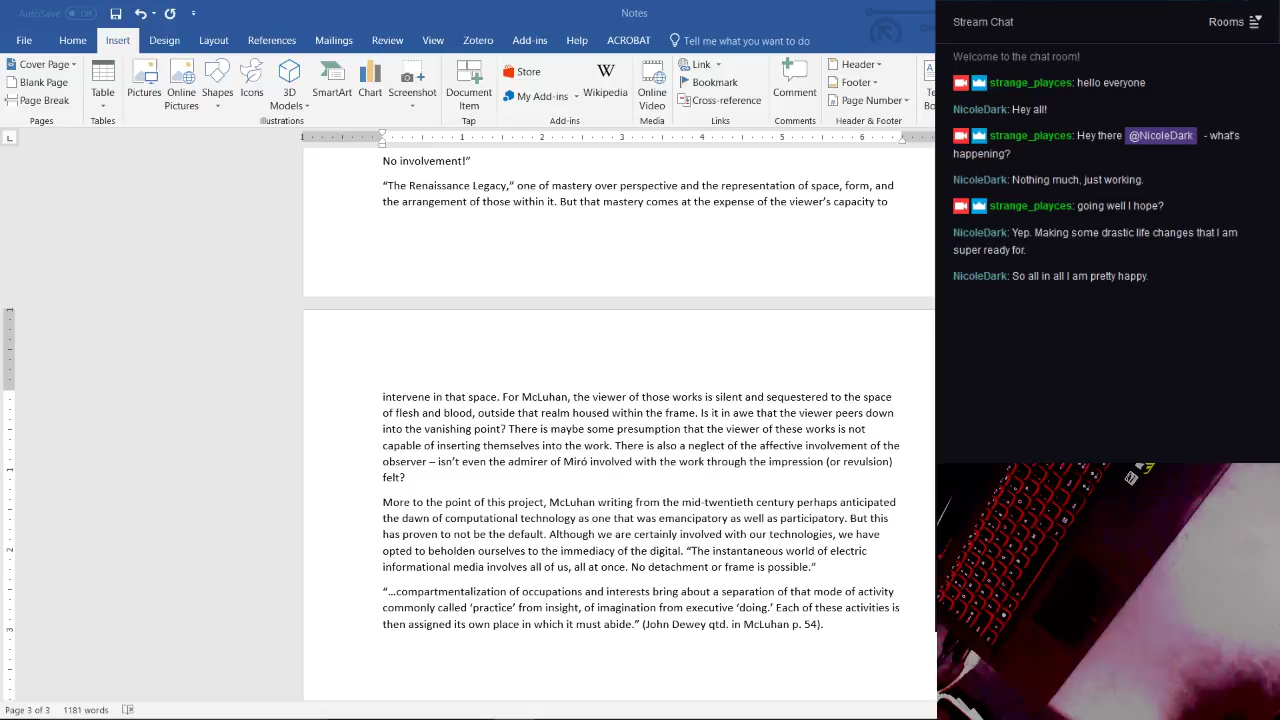 AutoSave
On
Notes
File Home Insert Design Layout References Mailings Review View Zotero Add-ins Help ACROBAT Tell me what you want to do
Cover Page
Blank Page
Page Break
Pages
Table
Tables
Pictures
Online
Pictures
Shapes
Icons
3D
Models
SmartArt
Chart
Screenshot
Illustrations
Document
Item
Tap
Store
My Add-ins
Wikipedia
Add-ins
Online
Video
Media
Link
Bookmark
Cross-reference
Links
Comment
Comments
Header
Footer
Page Number
Header & Footer
1 1 2 3 4 5 6
No involvement!”
“The Renaissance Legacy,” one of mastery over perspective and the representation of space, form, and
the arrangement of those within it. But that mastery comes at the expense of the viewer’s capacity to
intervene in that space. For McLuhan, the viewer of those works is silent and sequestered to the space
of flesh and blood, outside that realm housed within the frame. Is it in awe that the viewer peers down
into the vanishing point? There is maybe some presumption that the viewer of these works is not
capable of inserting themselves into the work. There is also a neglect of the affective involvement of the
observer – isn’t even the admirer of Miró involved with the work through the impression (or revulsion)
felt?
More to the point of this project, McLuhan writing from the mid-twentieth century perhaps anticipated
the dawn of computational technology as one that was emancipatory as well as participatory. But this
has proven to not be the default. Although we are certainly involved with our technologies, we have
opted to beholden ourselves to the immediacy of the digital. “The instantaneous world of electric
informational media involves all of us, all at once. No detachment or frame is possible.”
“…compartmentalization of occupations and interests bring about a separation of that mode of activity
commonly called ‘practice’ from insight, of imagination from executive ‘doing.’ Each of these activities is
then assigned its own place in which it must abide.” (John Dewey qtd. in McLuhan p. 54).
Page 3 of 3 1181 words
Stream Chat Rooms
Welcome to the chat room!
strange_playces: hello everyone
NicoleDark: Hey all!
strange_playces: Hey there @NicoleDark - what's
happening?
NicoleDark: Nothing much, just working.
strange_playces: going well I hope?
NicoleDark: Yep. Making some drastic life changes that I am
super ready for.
NicoleDark: So all in all I am pretty happy.